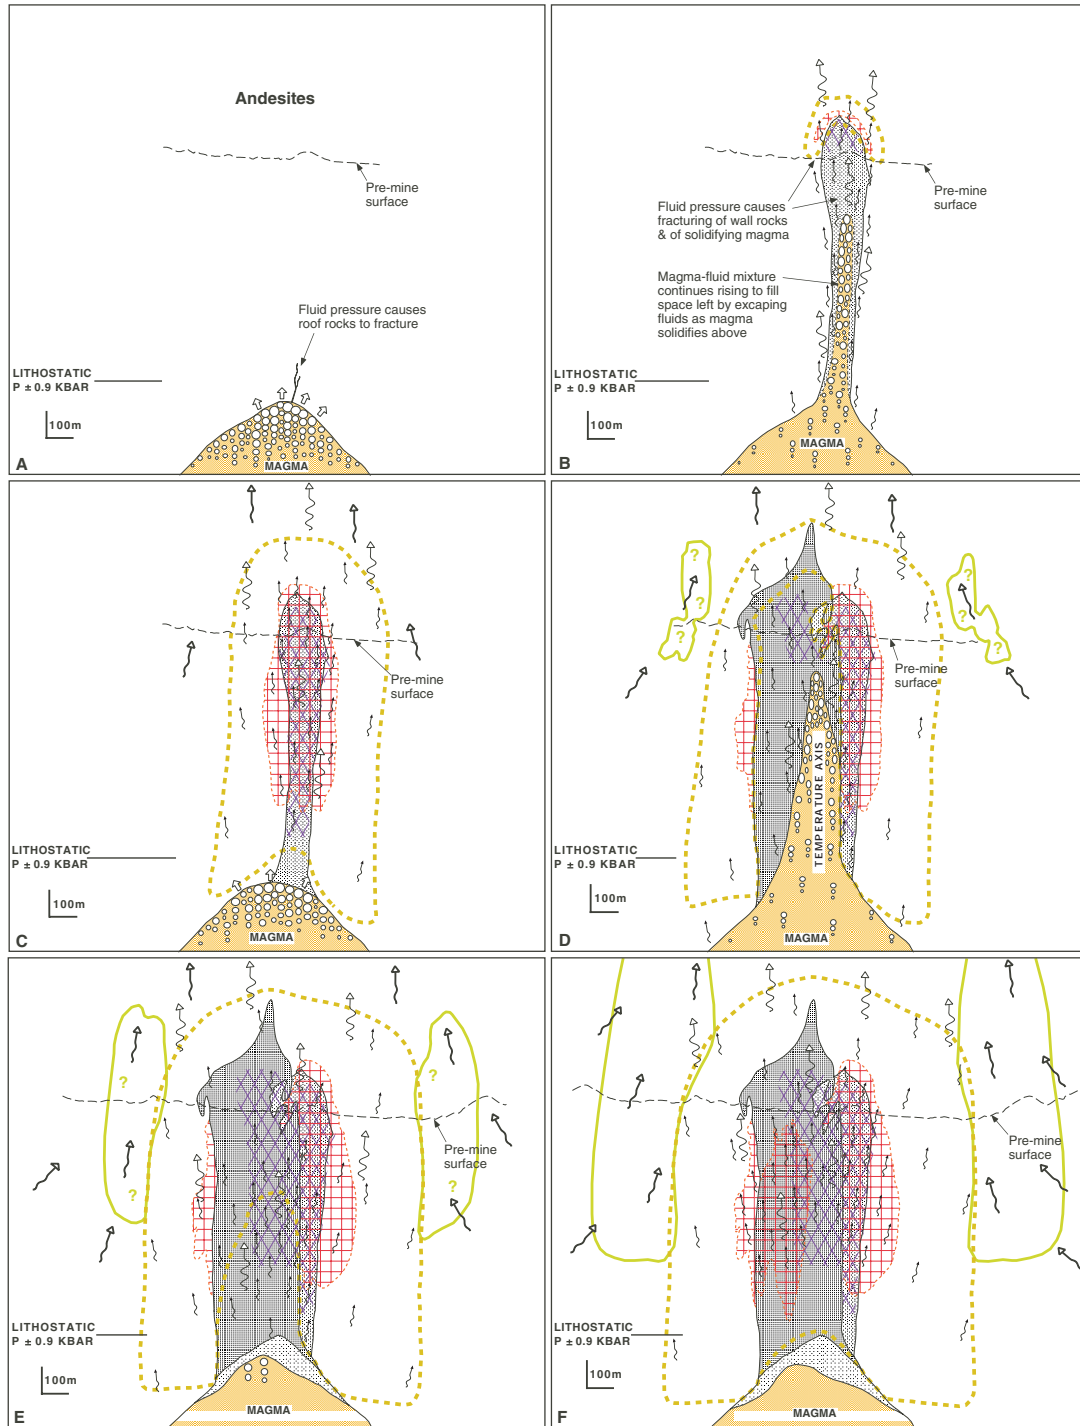 Andesites
Pre-mine
surface
Fluid pressure causes
roof rocks to fracture
LITHOSTATIC
P ± 0.9 KBAR
100m
MAGMA
A
Pre-mine
surface
Fluid pressure causes
fracturing of wall rocks
& of solidifying magma
Magma-fluid mixture
continues rising to fill
space left by excaping
fluids as magma
solidifies above
LITHOSTATIC
P ± 0.9 KBAR
100m
MAGMA
B
Pre-mine
surface
LITHOSTATIC
P ± 0.9 KBAR
100m
MAGMA
C
?
?
?
?
?
?
Pre-mine
surface
TEMPERATURE AXIS
LITHOSTATIC
P ± 0.9 KBAR
100m
MAGMA
D
?
?
?
?
Pre-mine
surface
LITHOSTATIC
P ± 0.9 KBAR
100m
MAGMA
E
Pre-mine
surface
LITHOSTATIC
P ± 0.9 KBAR
100m
MAGMA
F